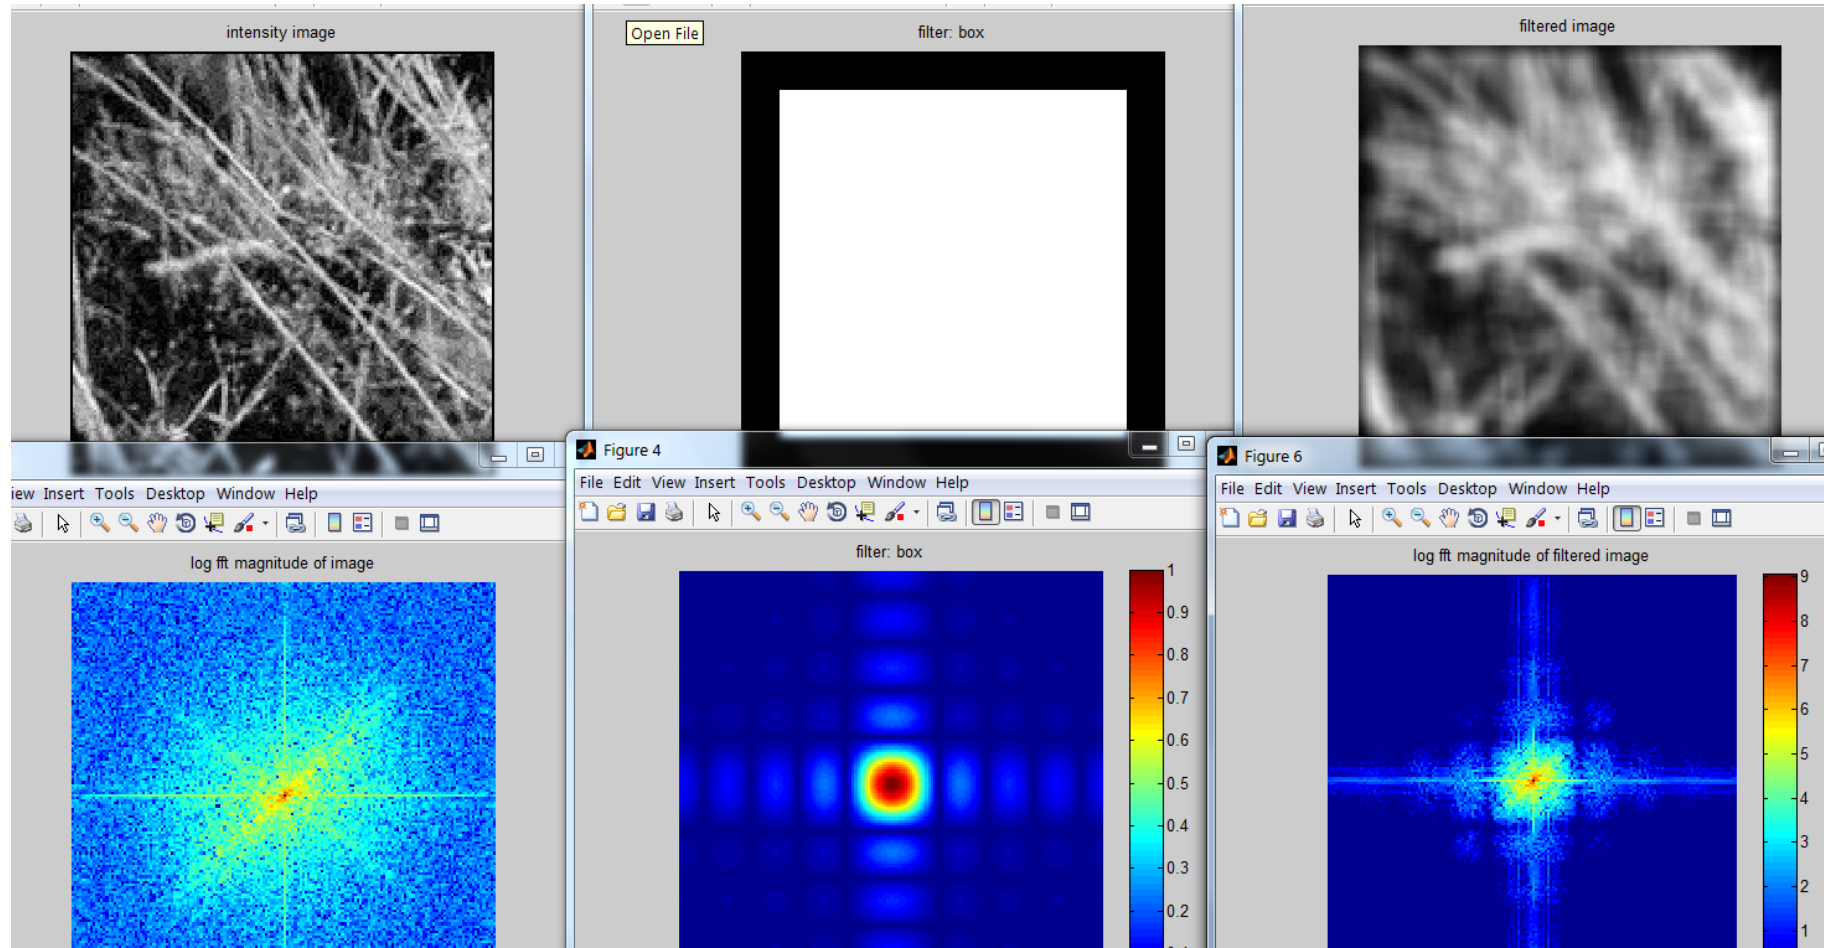 intensity image
Open File
filter: box
filtered image
Figure 4
Figure 6
iew Insert Tools Desktop Window Help
File Edit View Insert Tools Desktop Window Help
File Edit View Insert Tools Desktop Window Help
log fft magnitude of image
filter: box
log fft magnitude of filtered image
1
0.9
0.8
0.7
0.6
0.5
0.4
0.3
0.2
9
8
7
6
5
4
3
2
1